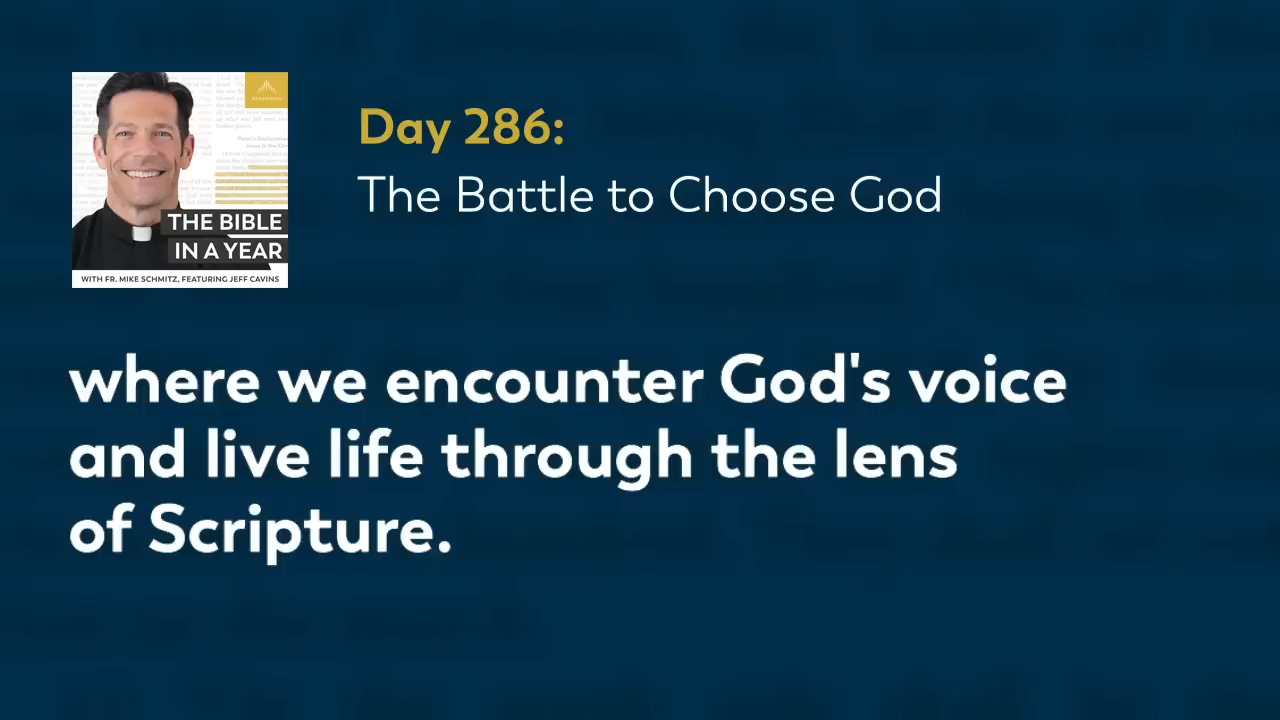 Day 286:
The Battle to Choose God
THE BIBLE
IN A YEAR
WITH FR. MIKE SCHMITZ, FEATURING JEFF CAVINS
where we encounter God's voice
and live life through the lens
of Scripture.